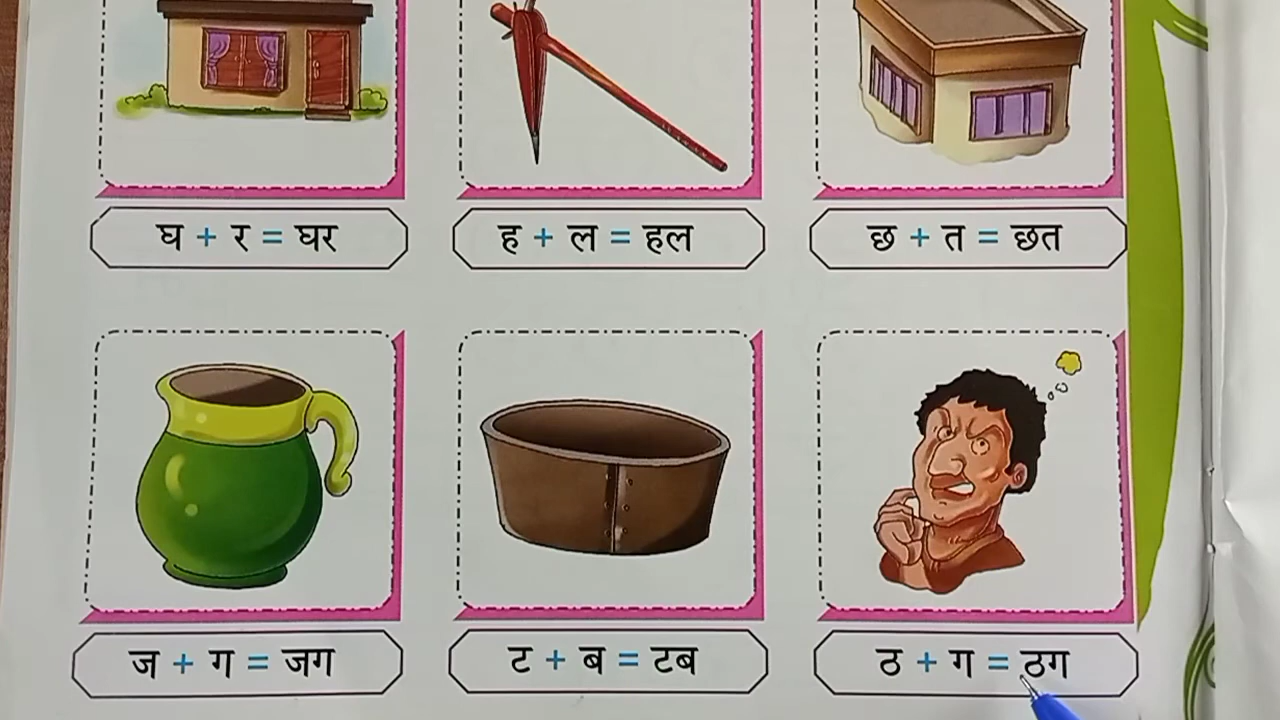 घ + र = घर
ह + ल = हल
छ + त = छत
ज + ग = जग
ट + ब = टब
ठ + ग = ठग